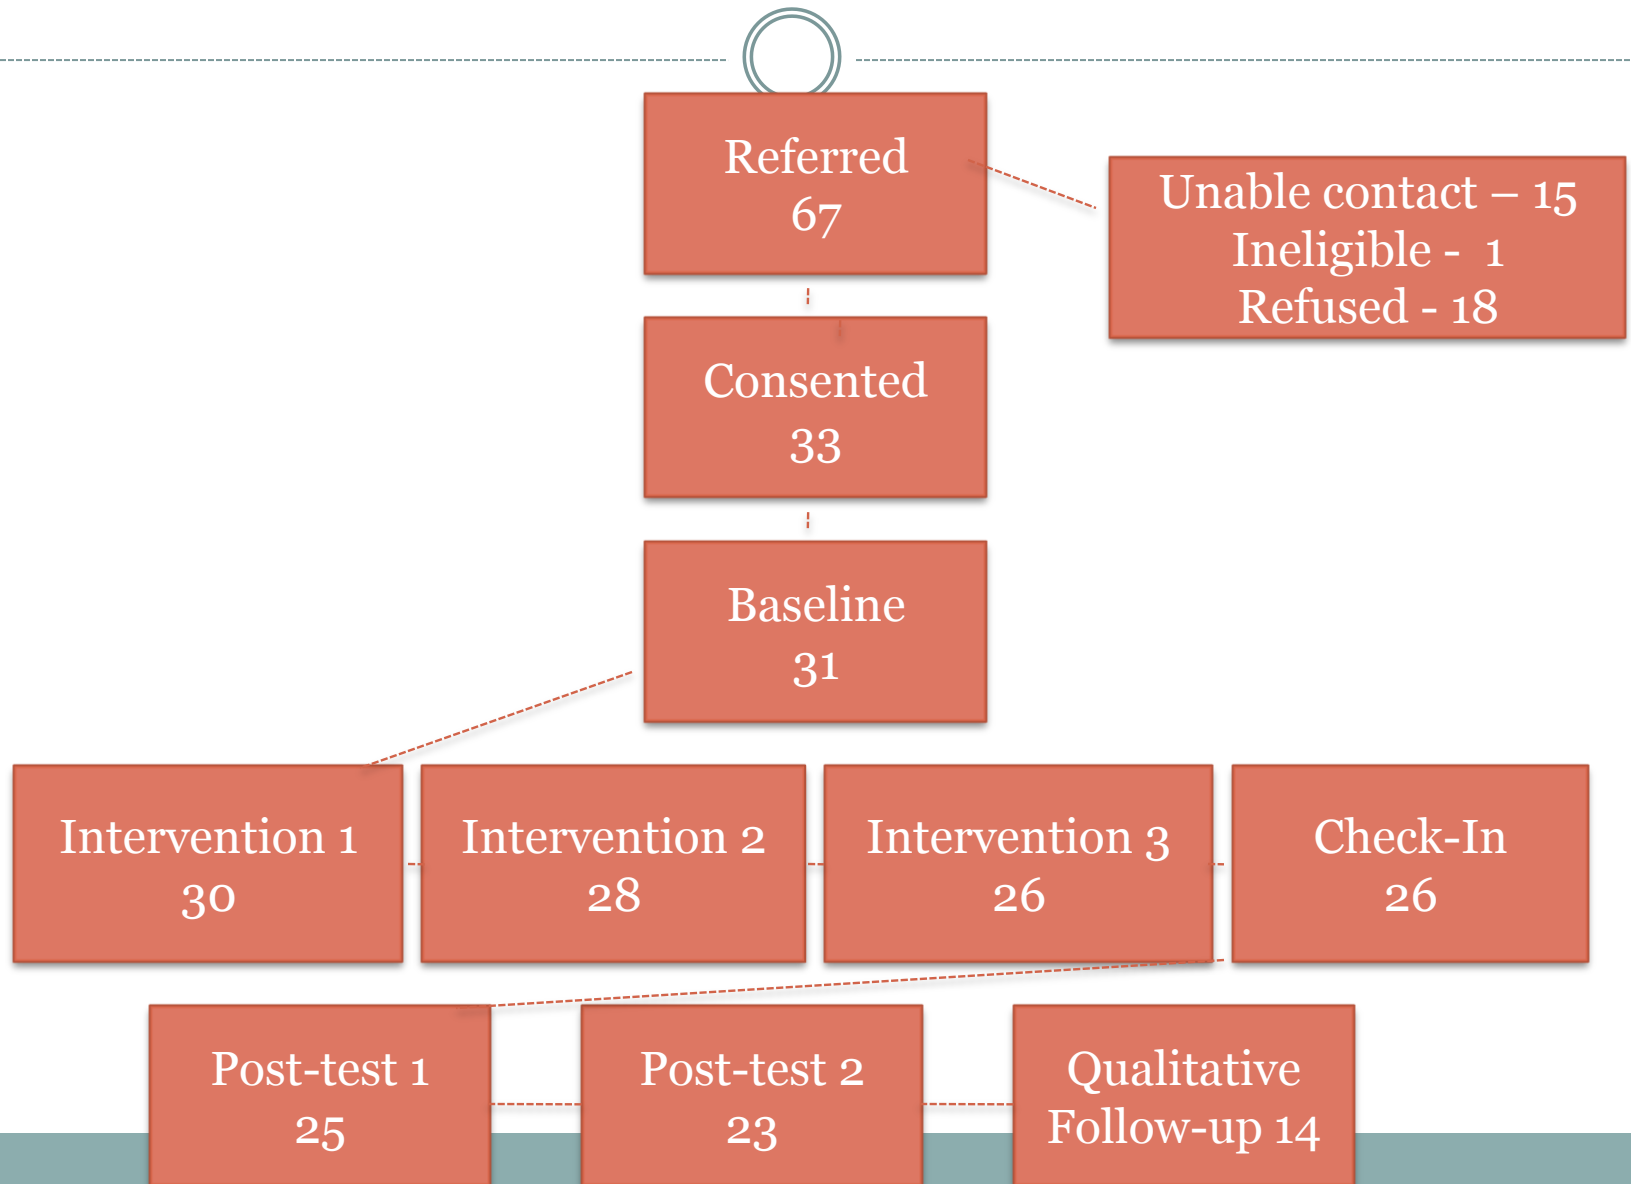 Referred
67
Unable contact – 15
Ineligible - 1
Refused - 18
Consented
33
Baseline
31
Intervention 1
30
Intervention 2
28
Intervention 3
26
Check-In
26
Post-test 1
25
Post-test 2
23
Qualitative
Follow-up 14